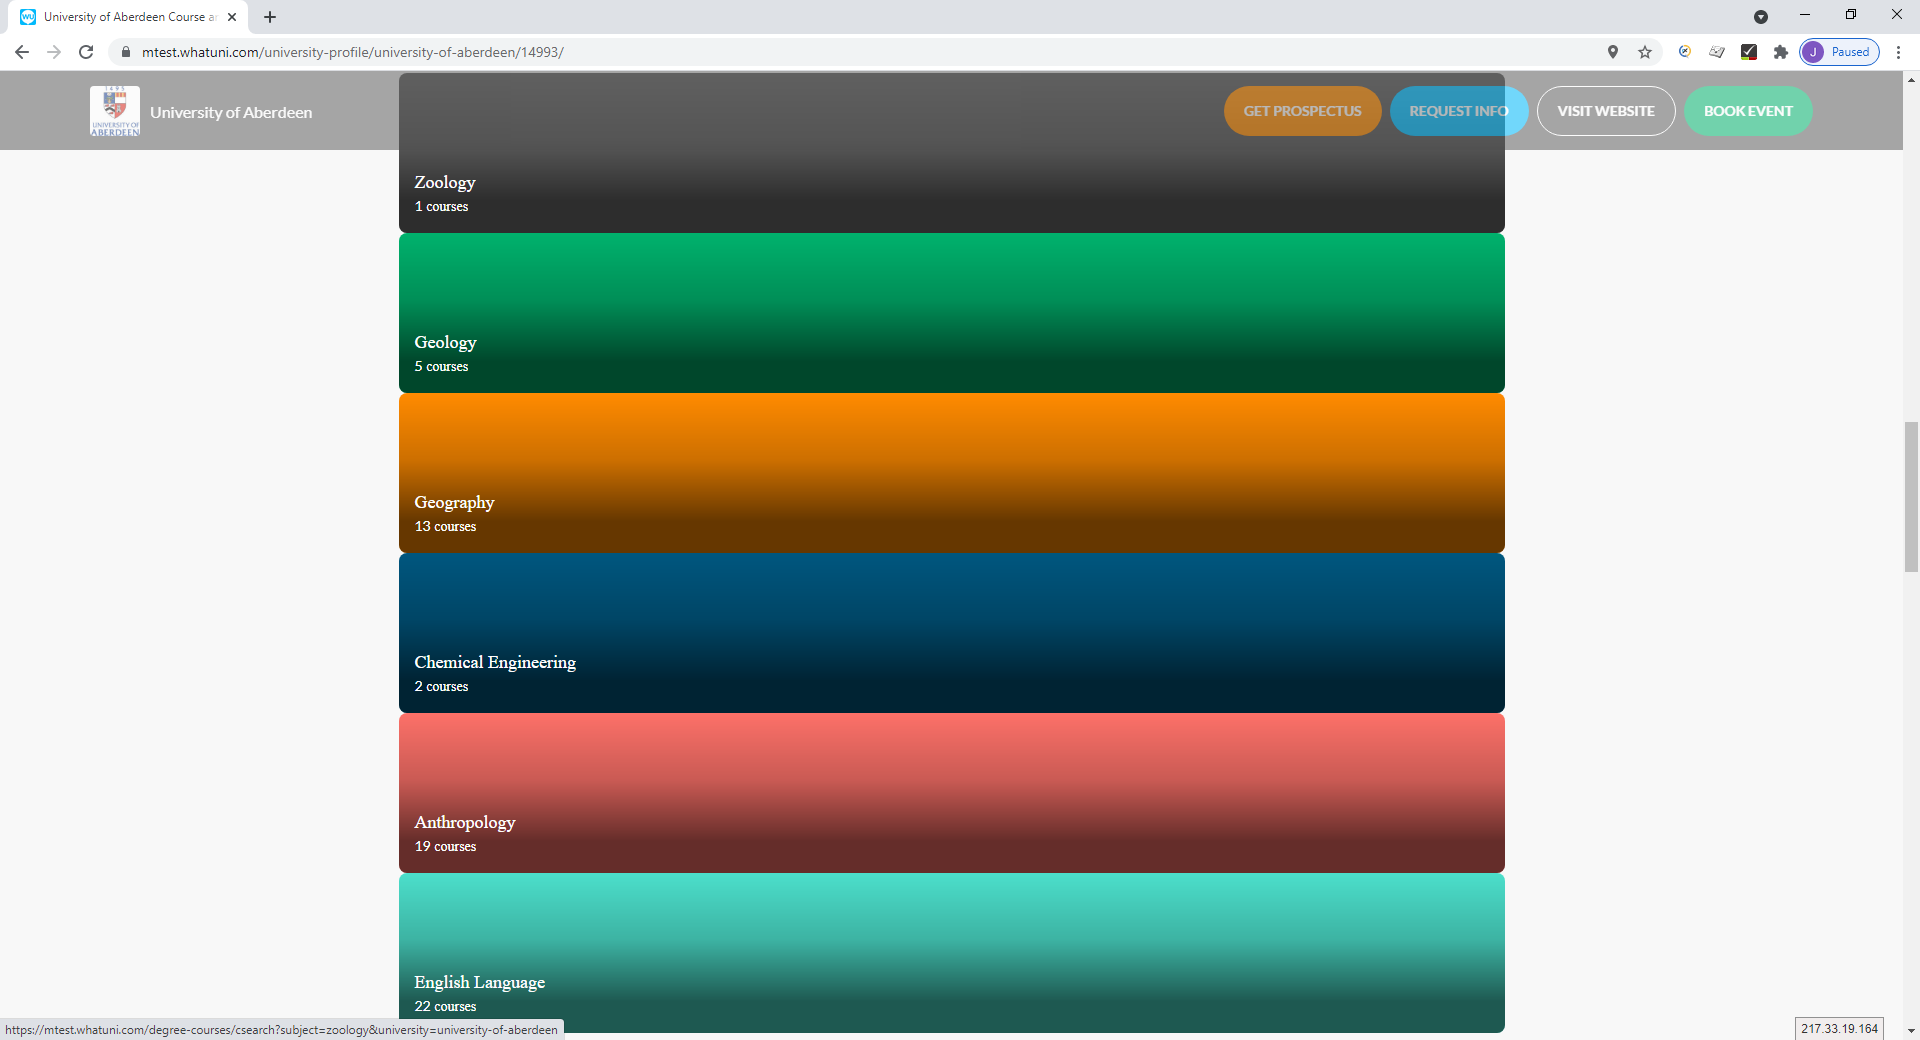 University of Aberdeen Course a
mtest.whatuni.com/university-profile/university-of-aberdeen/14993/
J Paused
1495
UNIVERSITY OF
ABERDEEN
University of Aberdeen
GET PROSPECTUS
REQUEST INFO
VISIT WEBSITE
BOOK EVENT
Zoology
1 courses
Geology
5 courses
Geography
13 courses
Chemical Engineering
2 courses
Anthropology
19 courses
English Language
22 courses
https://mtest.whatuni.com/degree-courses/csearch?subject=zoology&university=university-of-aberdeen
217.33.19.164